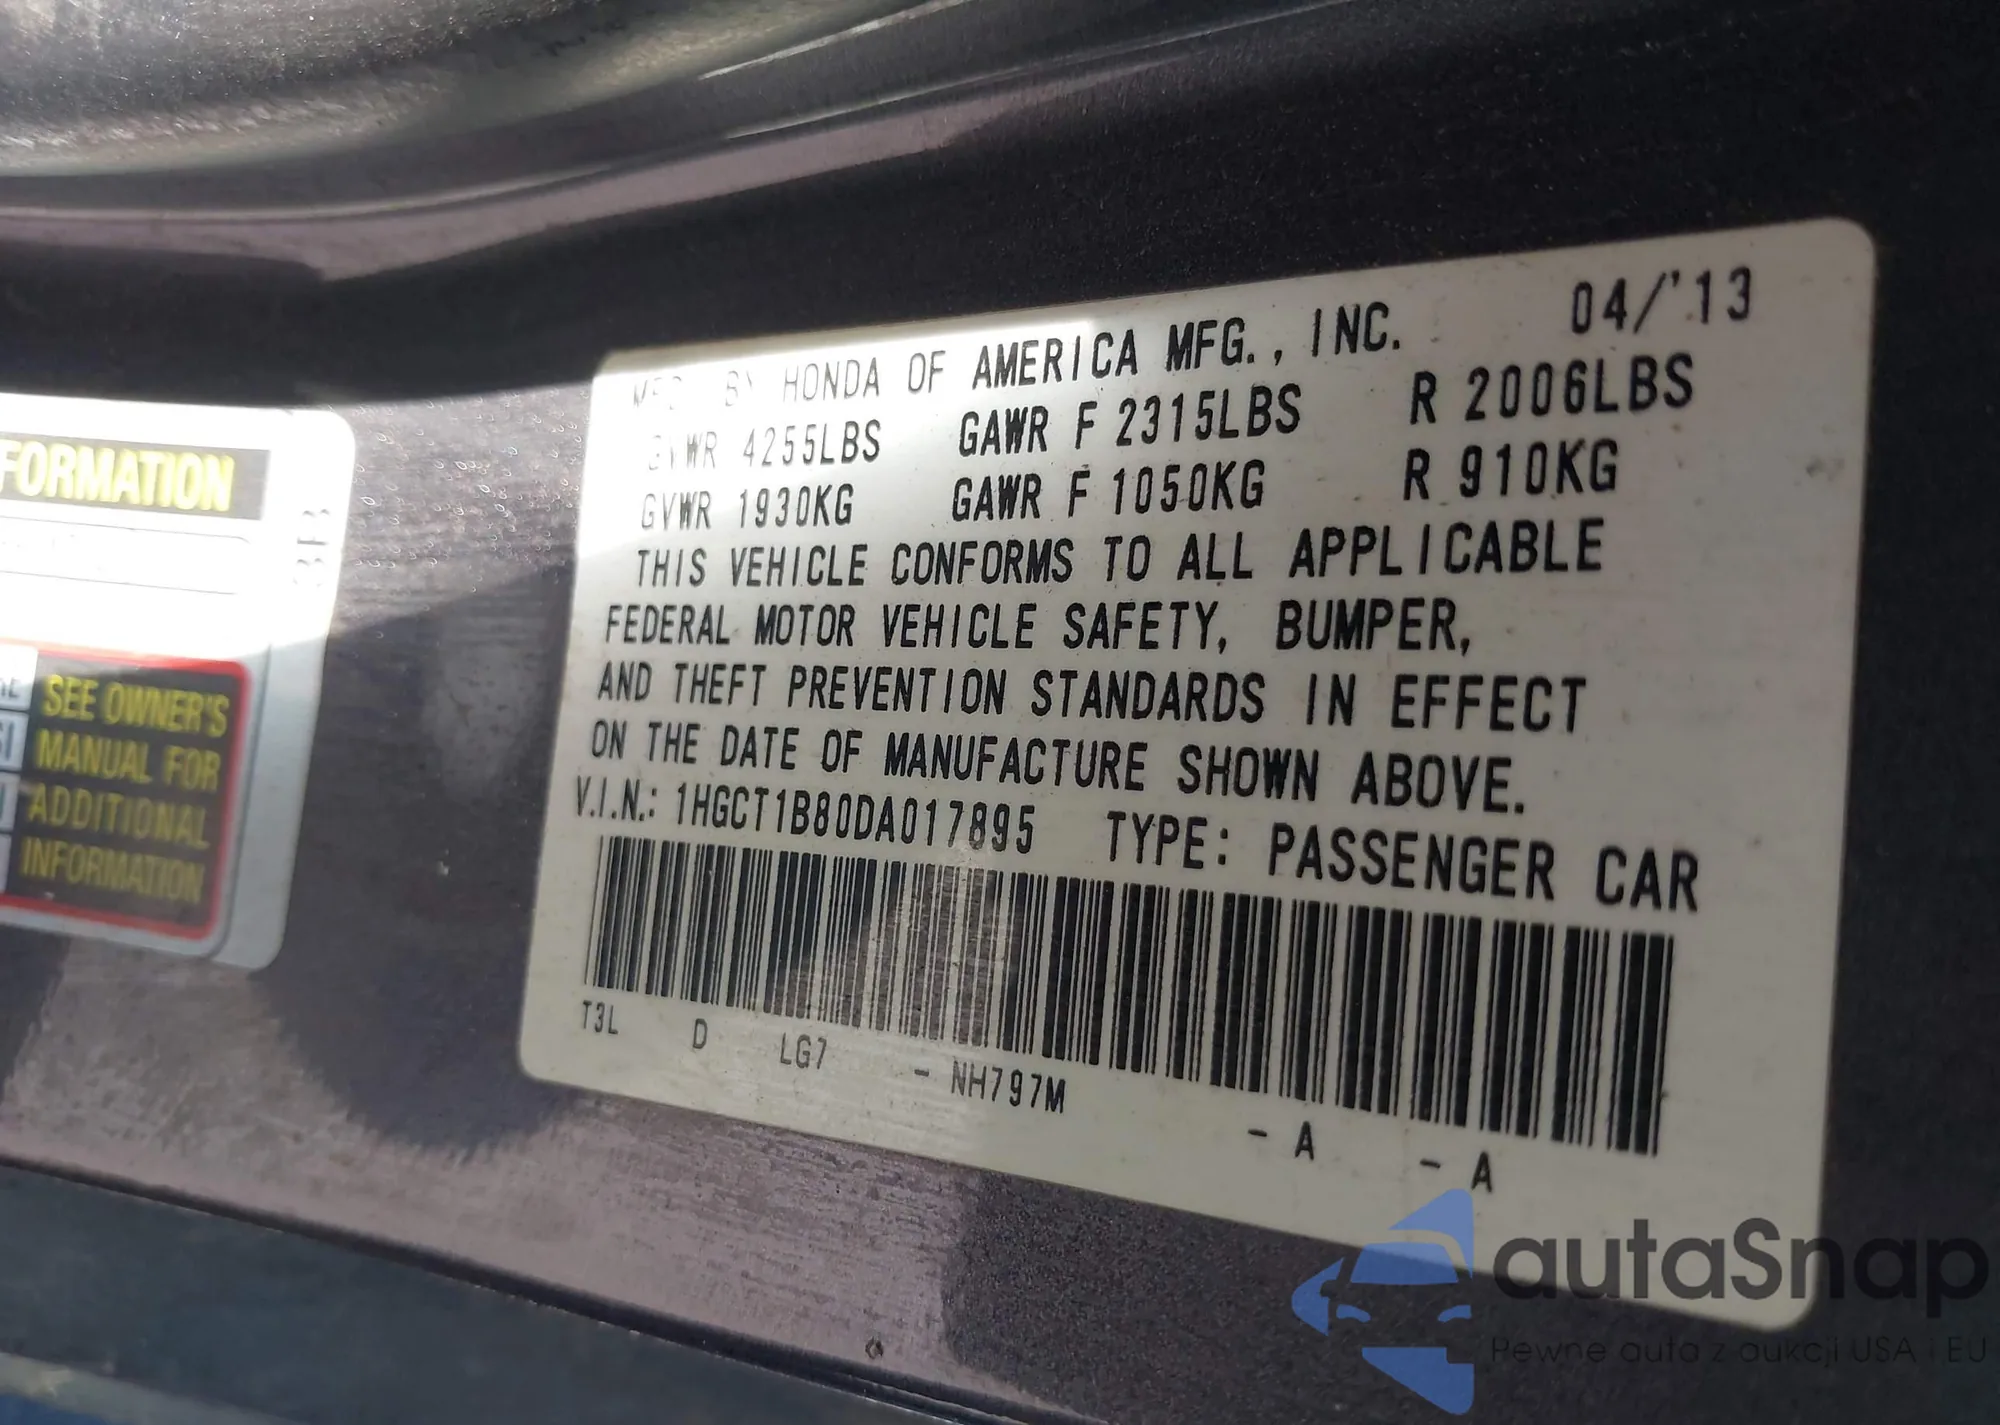 MFD. BY HONDA OF AMERICA MFG., INC. 04/'13
GVWR 4255LBS GAWR F 2315LBS R 2006LBS
GVWR 1930KG GAWR F 1050KG R 910KG
THIS VEHICLE CONFORMS TO ALL APPLICABLE
FEDERAL MOTOR VEHICLE SAFETY, BUMPER,
AND THEFT PREVENTION STANDARDS IN EFFECT
ON THE DATE OF MANUFACTURE SHOWN ABOVE.
V.I.N.: 1HGCT1B80DA017895 TYPE: PASSENGER CAR
T3L D LG7 - NH797M - A - A
FORMATION
SEE OWNER'S
MANUAL FOR
ADDITIONAL
INFORMATION
autaSnap
Pewne auta z aukcji USA i EU